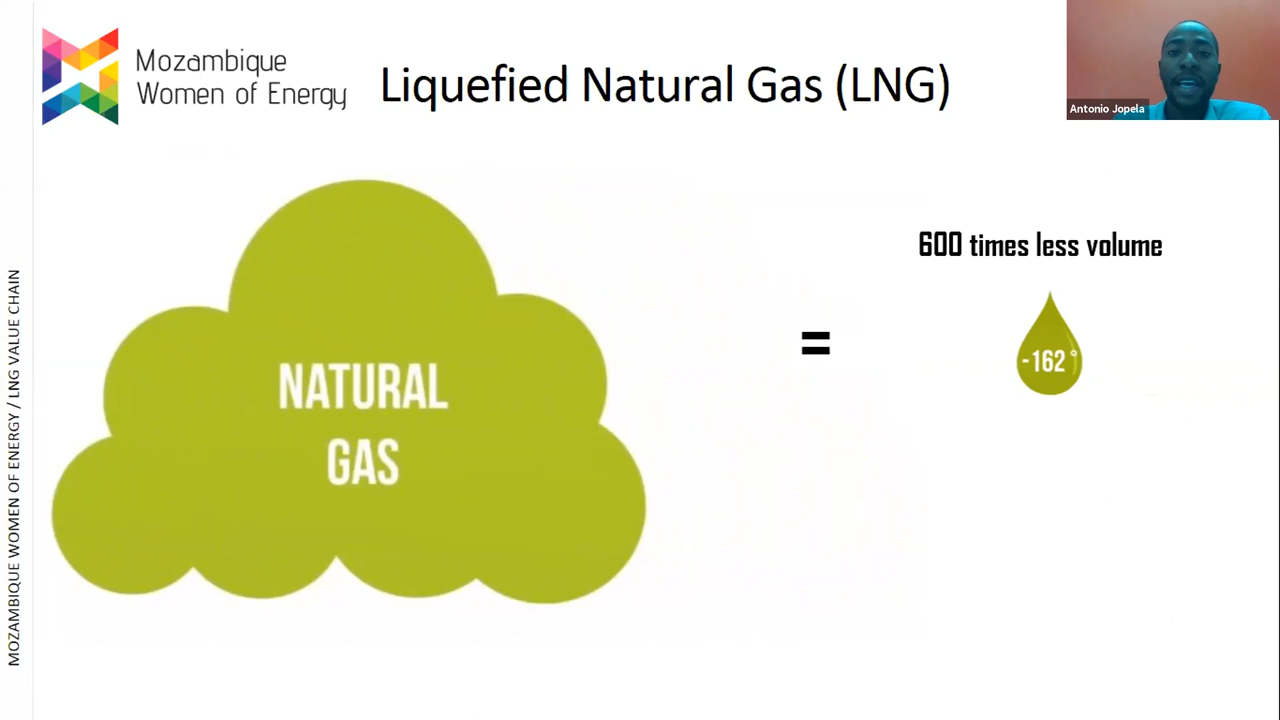 Mozambique
Women of Energy
Liquefied Natural Gas (LNG)
Antonio Jopela
600 times less volume
=
-162°
NATURAL
GAS
MOZAMBIQUE WOMEN OF ENERGY / LNG VALUE CHAIN